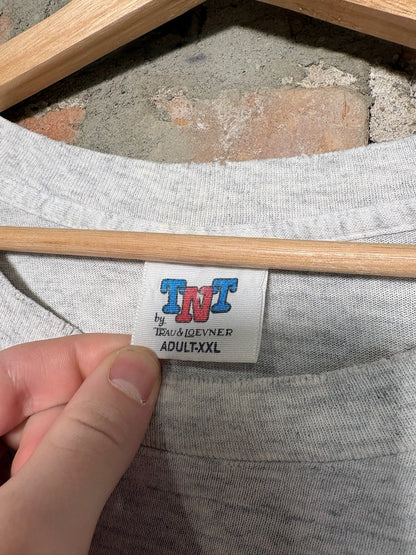 TNT
by
TRAU & LOEVNER
ADULT-XXL